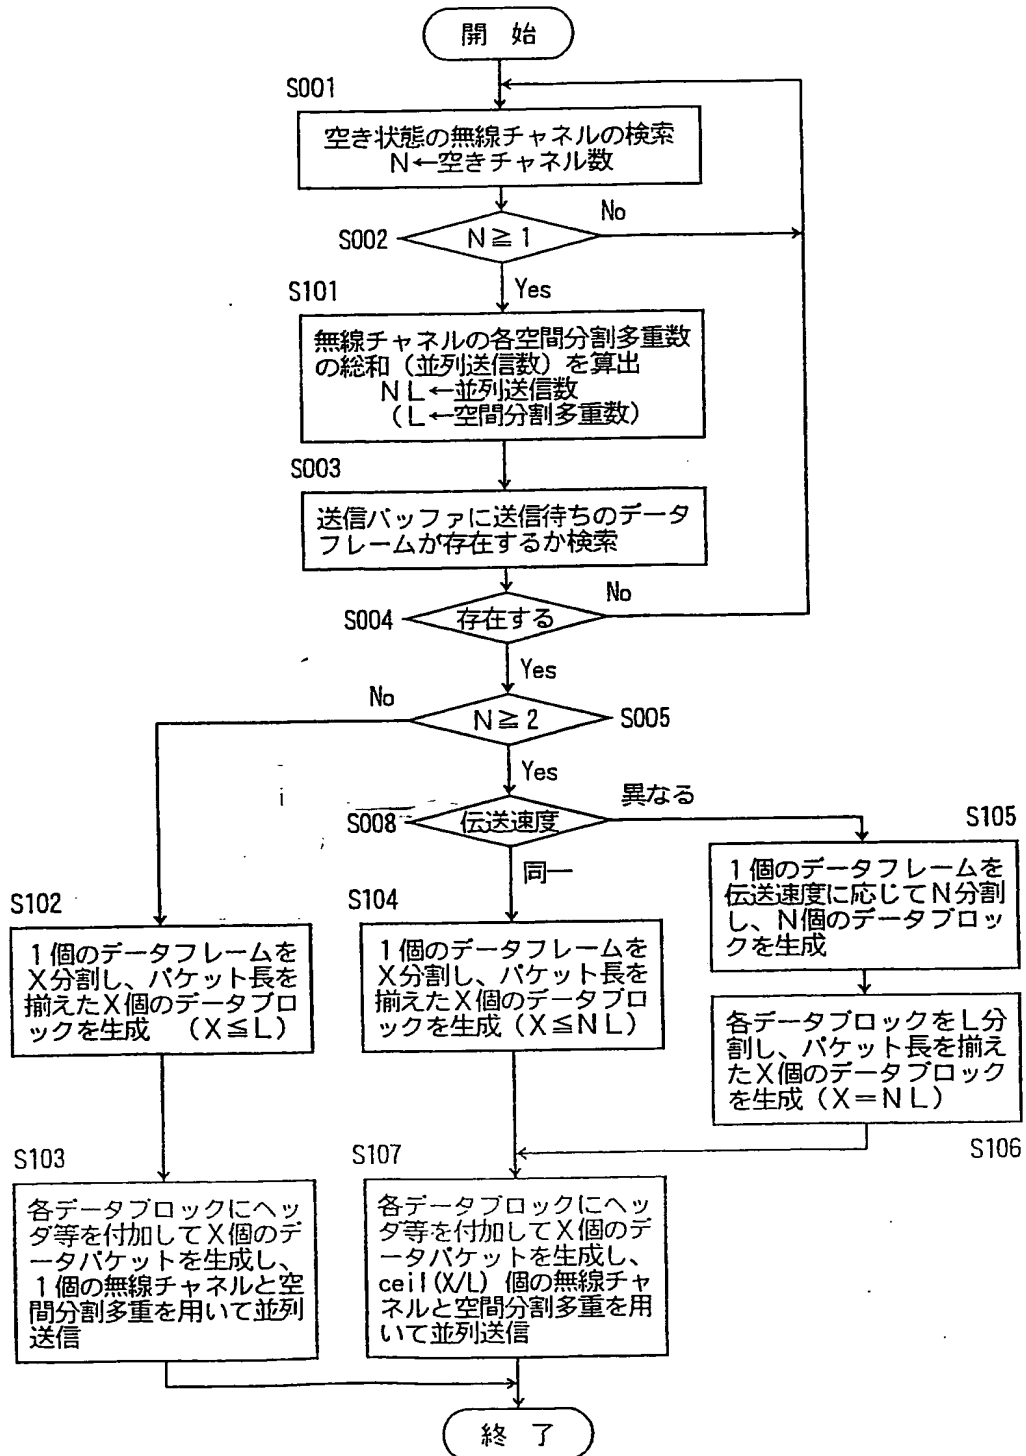 開　始
S001
空き状態の無線チャネルの検索
N←空きチャネル数
No
S002
N≧1
Yes
S101
無線チャネルの各空間分割多重数
の総和（並列送信数）を算出
NL←並列送信数
（L←空間分割多重数）
S003
送信バッファに送信待ちのデータ
フレームが存在するか検索
No
S004
存在する
Yes
No
N≧2
S005
Yes
異なる
S008
伝送速度
同一
S105
1個のデータフレームを
伝送速度に応じてN分割
し、N個のデータブロッ
クを生成
S102
1個のデータフレームを
X分割し、パケット長を
揃えたX個のデータブロ
ックを生成　（X≦L）
S104
1個のデータフレームを
X分割し、パケット長を
揃えたX個のデータブロ
ックを生成（X≦NL）
各データブロックをL分
割し、パケット長を揃え
たX個のデータブロック
を生成（X＝NL）
S106
S103
各データブロックにヘッ
ダ等を付加してX個のデ
ータパケットを生成し、
1個の無線チャネルと空
間分割多重を用いて並列
送信
S107
各データブロックにヘッ
ダ等を付加してX個のデ
ータパケットを生成し、
ceil(X/L) 個の無線チャ
ネルと空間分割多重を用
いて並列送信
終　了